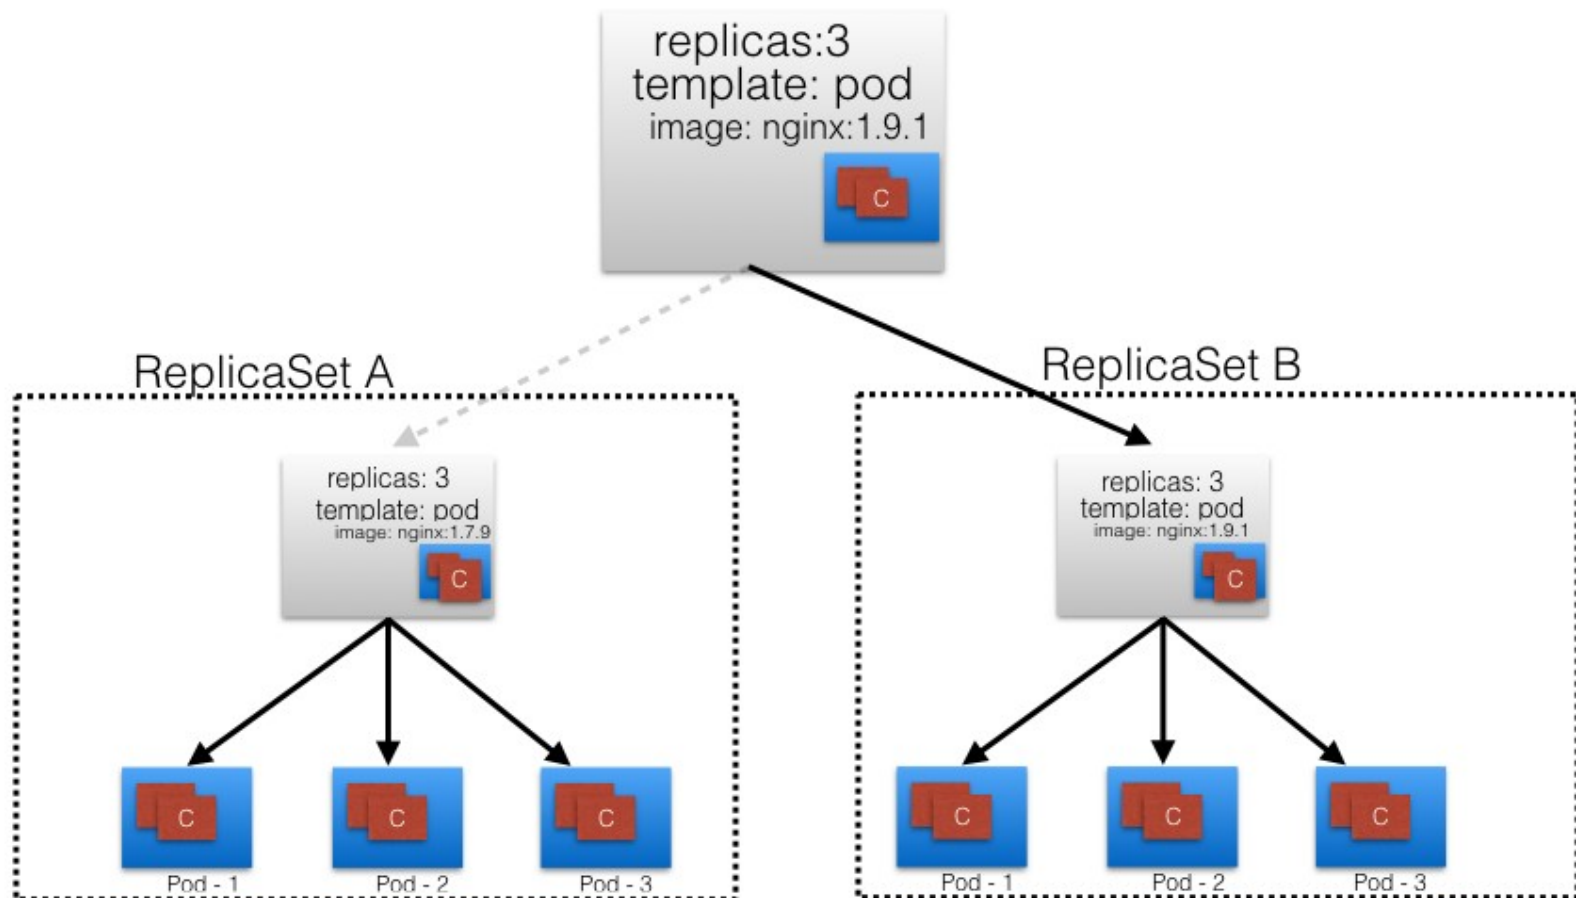 replicas:3
template: pod
image: nginx:1.9.1
C
ReplicaSet A
replicas: 3
template: pod
image: nginx:1.7.9
C
C
C
C
Pod - 1
Pod - 2
Pod - 3
ReplicaSet B
replicas: 3
template: pod
image: nginx:1.9.1
C
C
C
C
Pod - 1
Pod - 2
Pod - 3